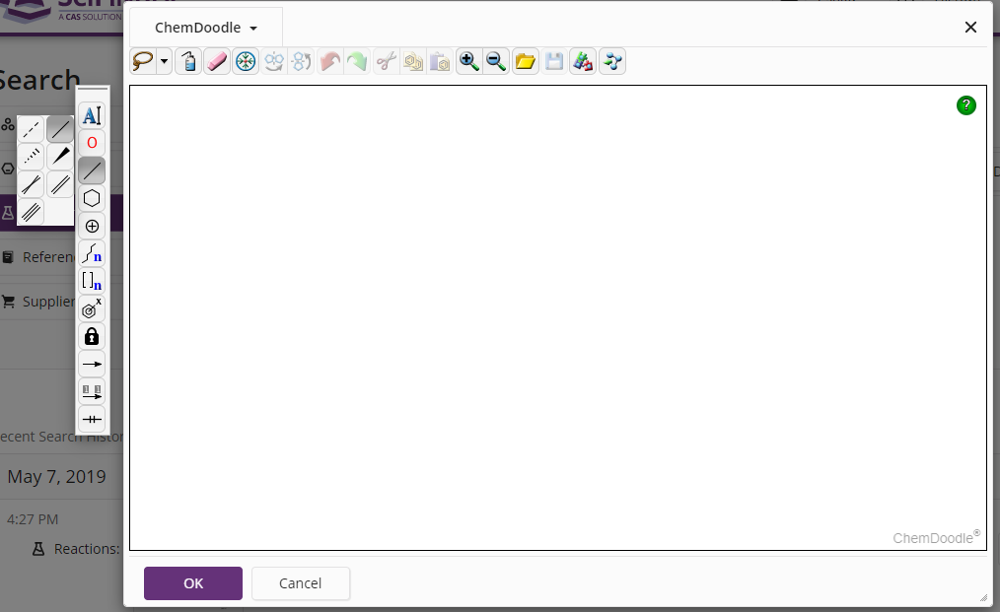 A CAS SOLUTION
ChemDoodle
Search
?
A
O
n
[ ]n
x
Referen
Supplier
ecent Search Histor
May 7, 2019
4:27 PM
Reactions:
ChemDoodle®
OK
Cancel